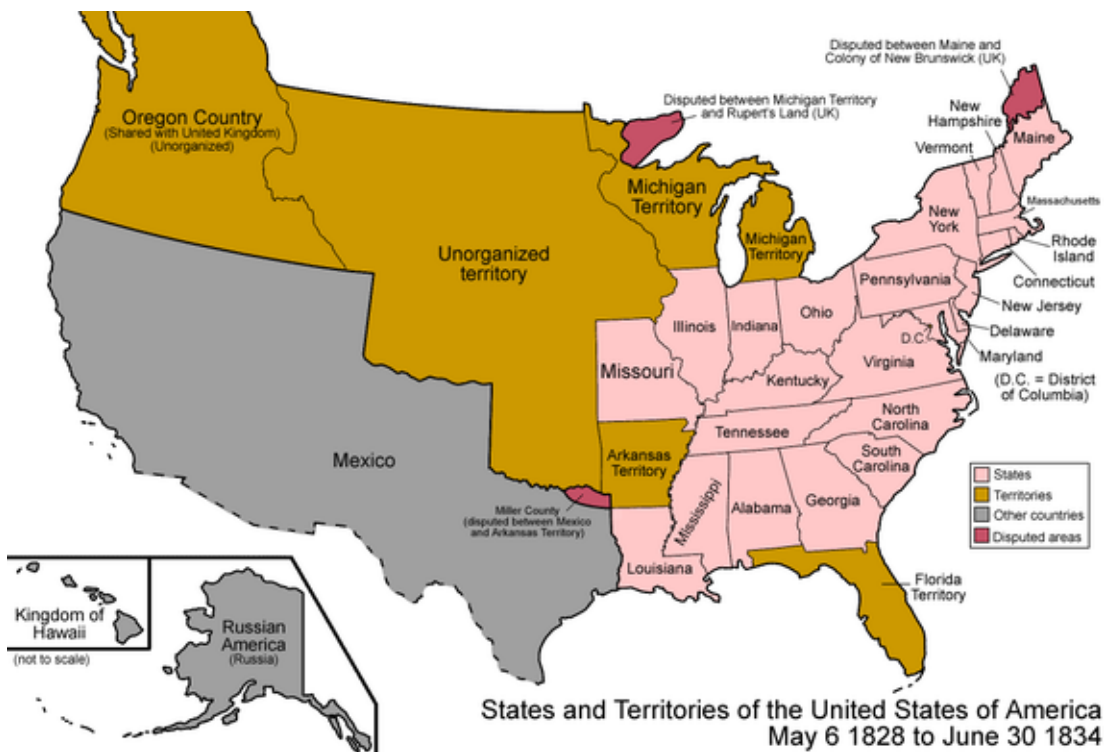 Disputed between Maine and
Colony of New Brunswick (UK)
Disputed between Michigan Territory
and Rupert's Land (UK)
Oregon Country
(Shared with United Kingdom)
(Unorganized)
New
Hampshire
Vermont
Maine
Michigan
Territory
Massachusetts
New
York
Michigan
Territory
Rhode
Island
Unorganized
territory
Connecticut
Pennsylvania
New Jersey
Ohio
Illinois
Indiana
D.C.
Delaware
Maryland
Virginia
Missouri
Kentucky
(D.C. = District
of Columbia)
North
Carolina
Tennessee
Mexico
Arkansas
Territory
South
Carolina
States
Territories
Other countries
Disputed areas
Mississippi
Alabama
Georgia
Miller County
(disputed between Mexico
and Arkansas Territory)
Louisiana
Florida
Territory
Kingdom of
Hawaii
(not to scale)
Russian
America
(Russia)
States and Territories of the United States of America
May 6 1828 to June 30 1834